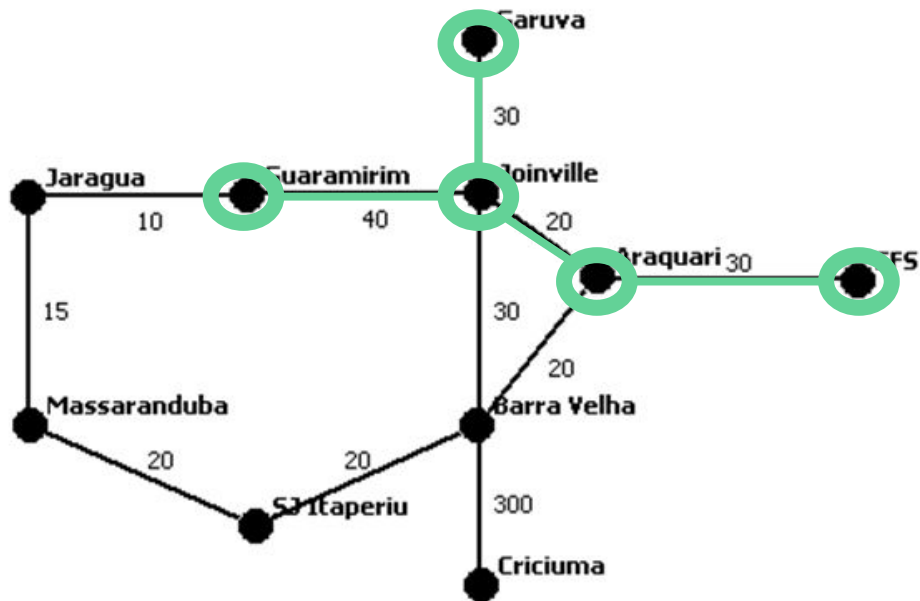 Garuva
30
Jaragua
Guaramirim
Joinville
10
40
20
Araquari
30
15
30
20
Massaranduba
Barra Velha
20
20
SJ Itaperiu
300
Criciuma